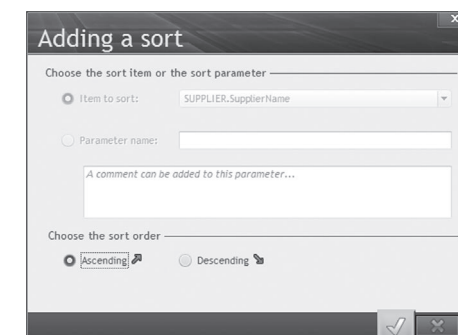 Adding a sort
Choose the sort item or the sort parameter
Item to sort: SUPPLIER.SupplierName
Parameter name:
A comment can be added to this parameter...
Choose the sort order
Ascending Descending